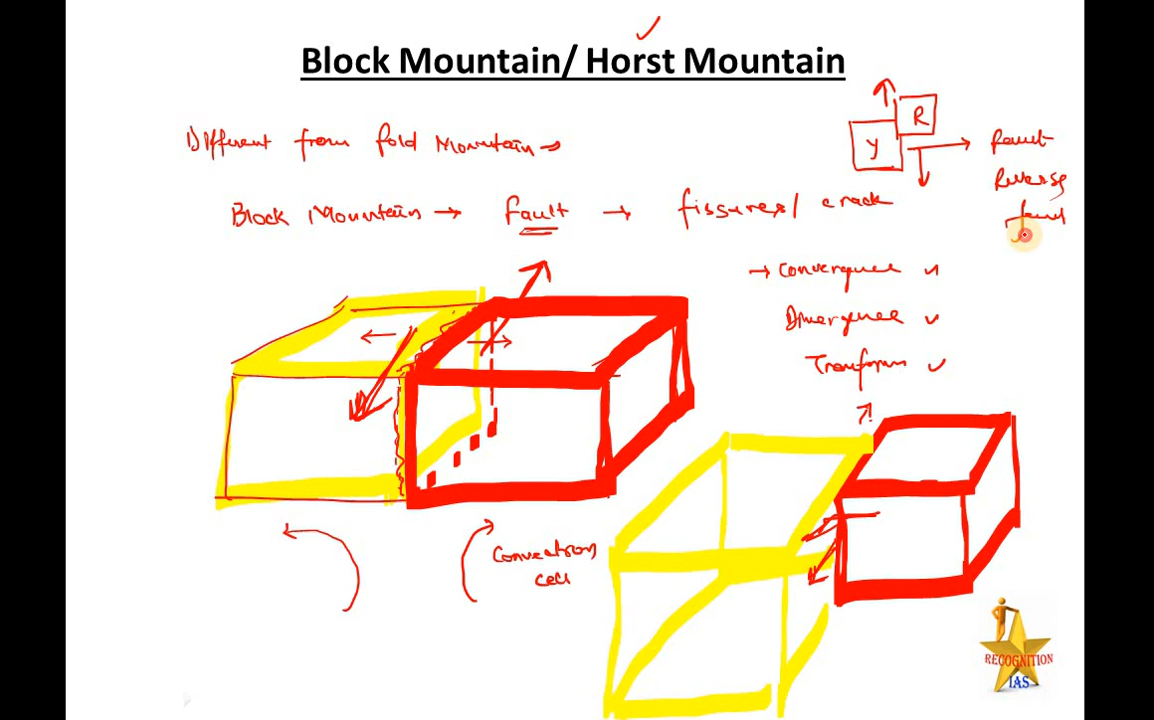 Block Mountain/ Horst Mountain
Different from fold Mountain →
R
Y
fault
Reverse
Block Mountain → fault → fissures/ crack
→ Convergence ✓
Divergence ✓
Transform ✓
Convection
cell
RECOGNITION
IAS